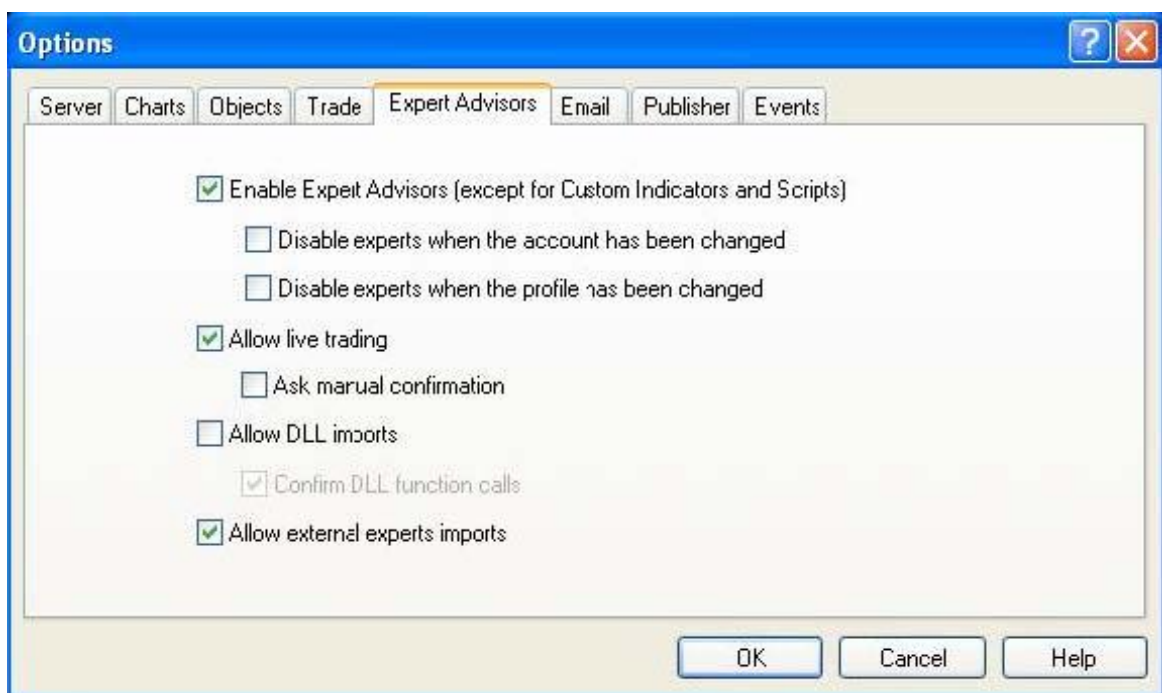 Options
Server Charts Objects Trade Expert Advisors Email Publisher Events
Enable Expert Advisors (except for Custom Indicators and Scripts)
Disable experts when the account has been changed
Disable experts when the profile has been changed
Allow live trading
Ask manual confirmation
Allow DLL imports
Confirm DLL function calls
Allow external experts imports
OK Cancel Help